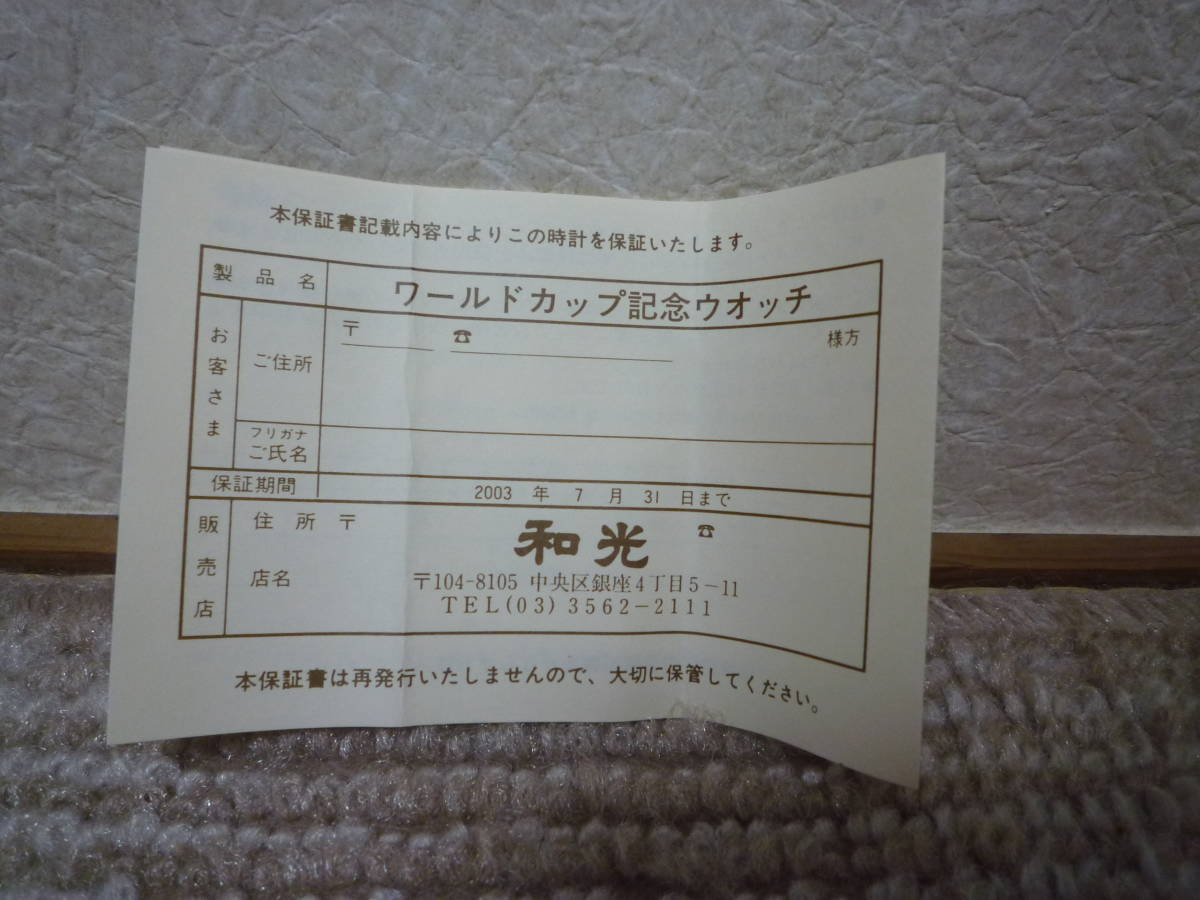 本保証書記載内容によりこの時計を保証いたします。
製品名 ワールドカップ記念ウオッチ
お客さま
ご住所 〒 ☎ 様方
フリガナ
ご氏名
保証期間 2003 年 7 月 31 日まで
販売店
住所 〒 和光 ☎
店名 〒104-8105 中央区銀座4丁目5-11
TEL(03)3562-2111
本保証書は再発行いたしませんので、大切に保管してください。